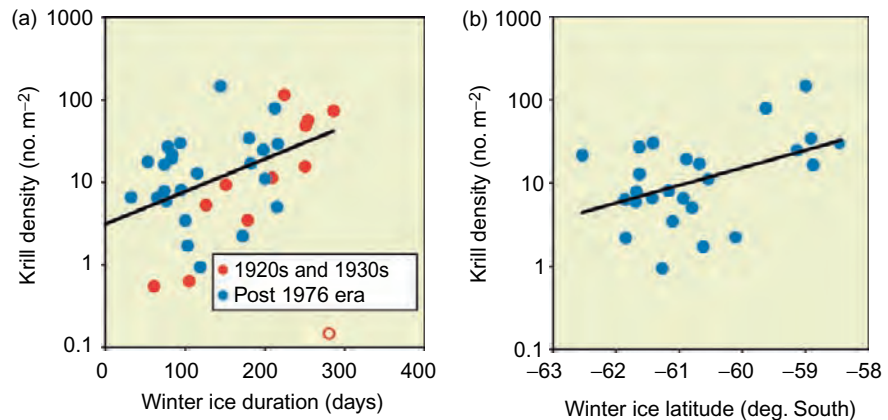 (a)
1000
100
10
1
0.1
Krill density (no. m−2)
0
100
200
300
400
Winter ice duration (days)
1920s and 1930s
Post 1976 era
(b)
1000
100
10
1
0.1
Krill density (no. m−2)
−63
−62
−61
−60
−59
−58
Winter ice latitude (deg. South)